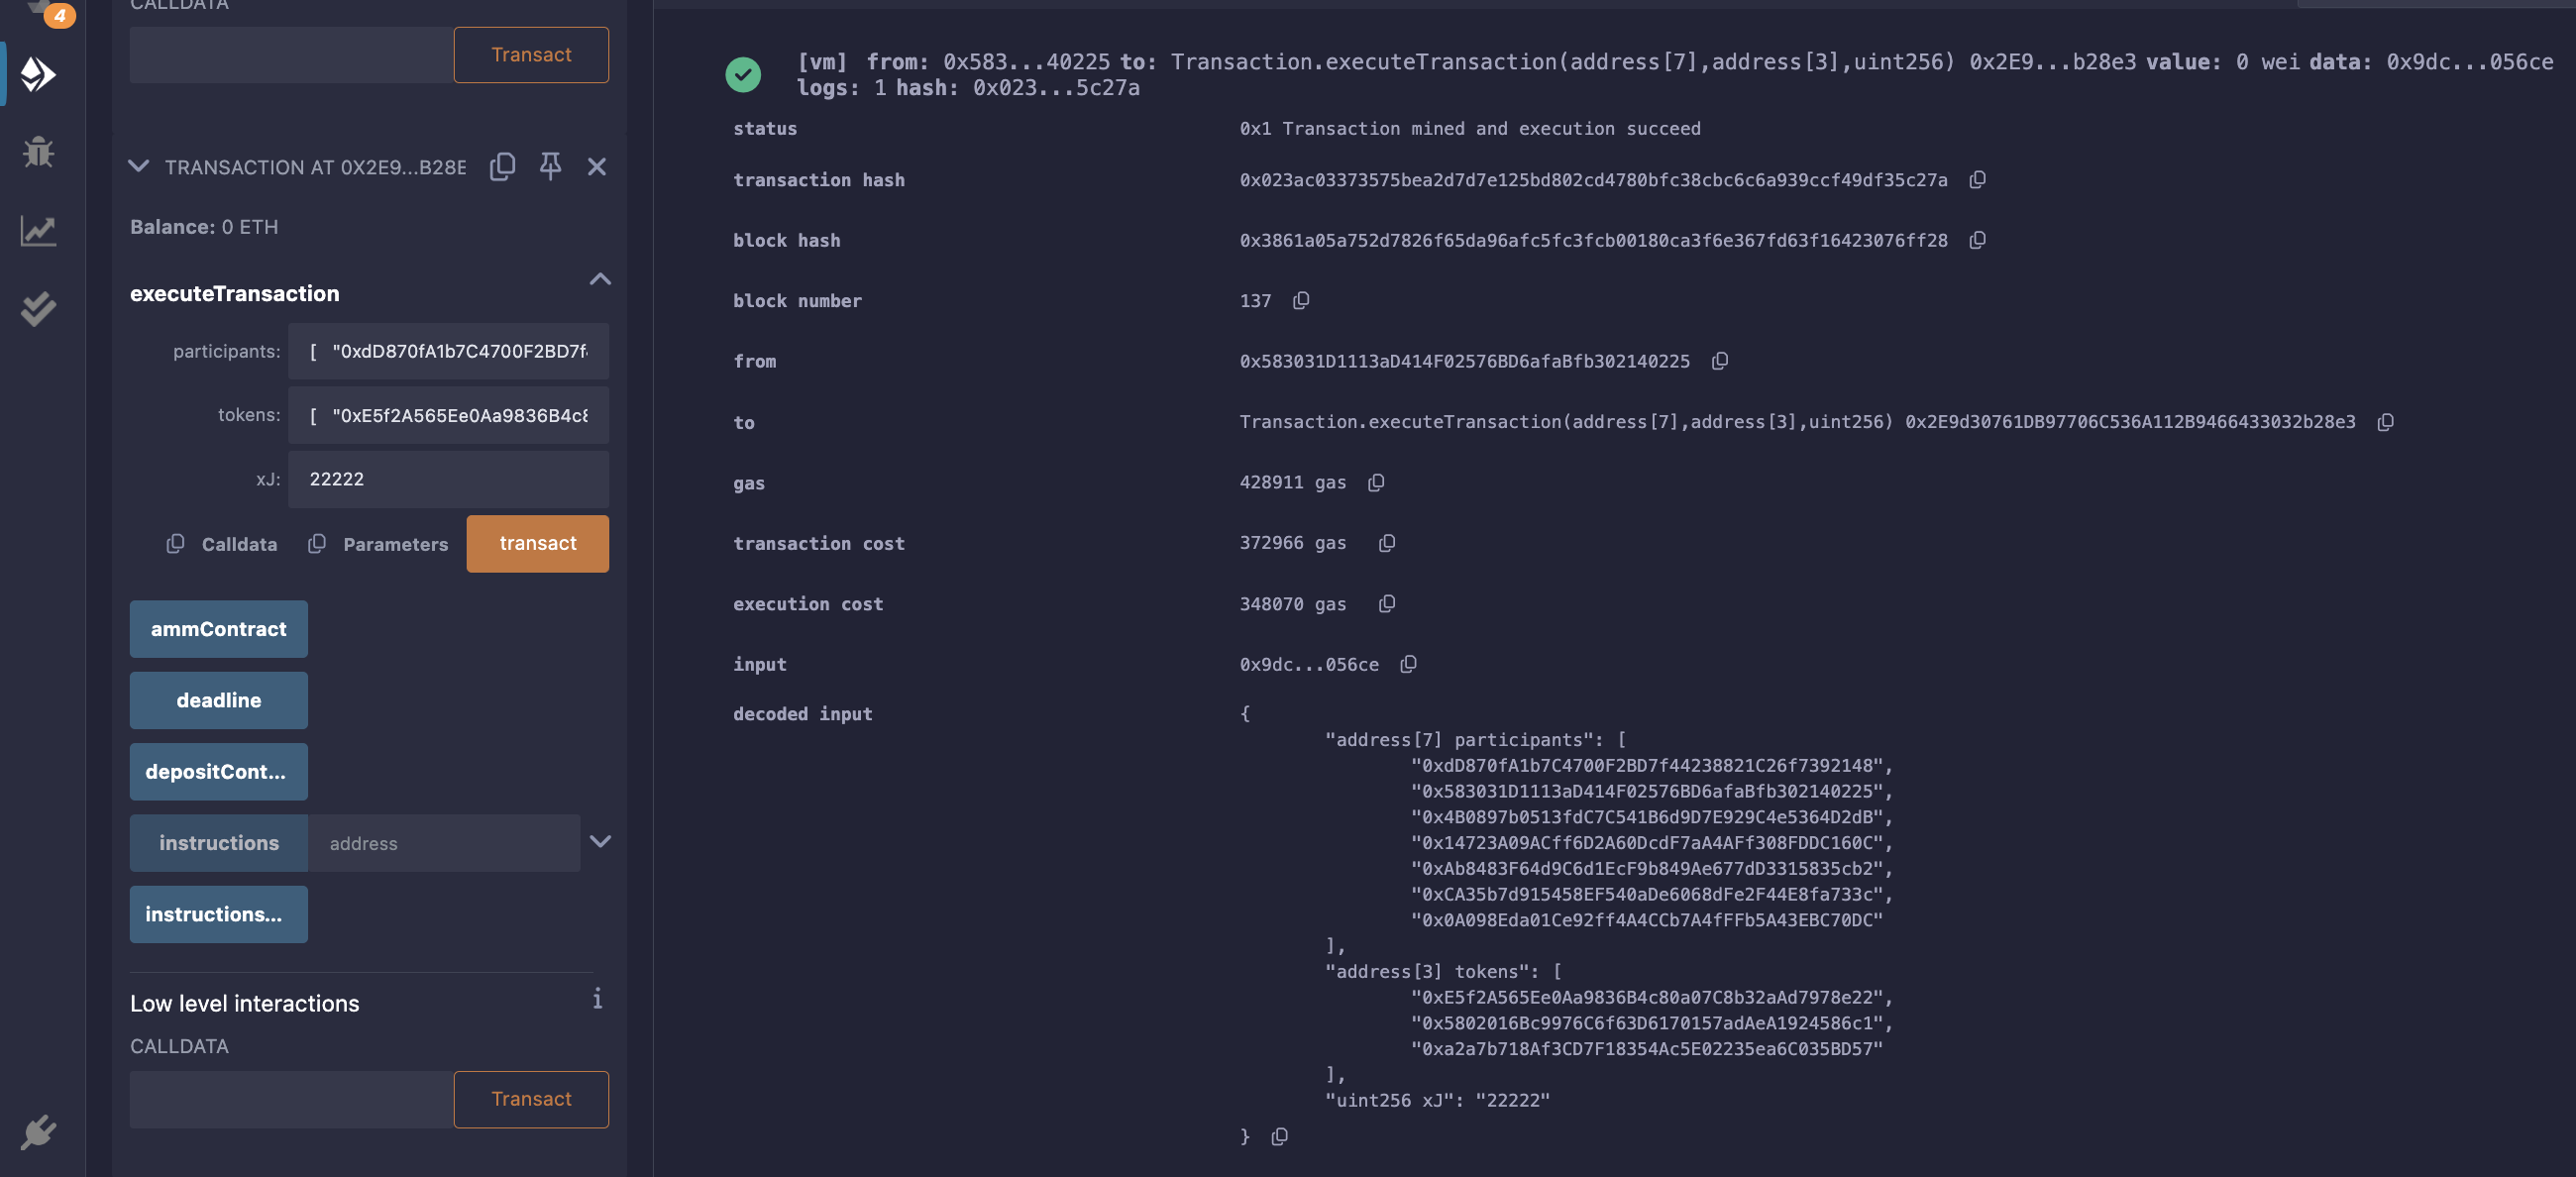 4
CALLDATA
Transact
TRANSACTION AT 0X2E9...B28E
Balance: 0 ETH
executeTransaction
participants: [ "0xdD870fA1b7C4700F2BD7f
tokens: [ "0xE5f2A565Ee0Aa9836B4c8
xJ: 22222
Calldata Parameters transact
ammContract
deadline
depositCont...
instructions address
instructions...
Low level interactions i
CALLDATA
Transact
[vm] from: 0x583...40225 to: Transaction.executeTransaction(address[7],address[3],uint256) 0x2E9...b28e3 value: 0 wei data: 0x9dc...056ce
logs: 1 hash: 0x023...5c27a
status 0x1 Transaction mined and execution succeed
transaction hash 0x023ac03373575bea2d7d7e125bd802cd4780bfc38cbc6c6a939ccf49df35c27a
block hash 0x3861a05a752d7826f65da96afc5fc3fcb00180ca3f6e367fd63f16423076ff28
block number 137
from 0x583031D1113aD414F02576BD6afaBfb302140225
to Transaction.executeTransaction(address[7],address[3],uint256) 0x2E9d30761DB97706C536A112B9466433032b28e3
gas 428911 gas
transaction cost 372966 gas
execution cost 348070 gas
input 0x9dc...056ce
decoded input {
"address[7] participants": [
"0xdD870fA1b7C4700F2BD7f44238821C26f7392148",
"0x583031D1113aD414F02576BD6afaBfb302140225",
"0x4B0897b0513fdC7C541B6d9D7E929C4e5364D2dB",
"0x14723A09ACff6D2A60DcdF7aA4AFf308FDDC160C",
"0xAb8483F64d9C6d1EcF9b849Ae677dD3315835cb2",
"0xCA35b7d915458EF540aDe6068dFe2F44E8fa733c",
"0x0A098Eda01Ce92ff4A4CCb7A4fFFb5A43EBC70DC"
],
"address[3] tokens": [
"0xE5f2A565Ee0Aa9836B4c80a07C8b32aAd7978e22",
"0x5802016Bc9976C6f63D6170157adAeA1924586c1",
"0xa2a7b718Af3CD7F18354Ac5E02235ea6C035BD57"
],
"uint256 xJ": "22222"
}